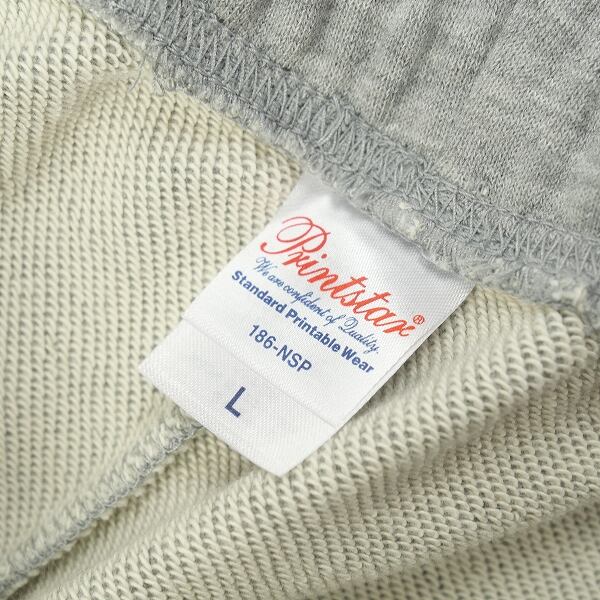 Printstar®
We are confident of Quality.
Standard Printable Wear
186-NSP
L